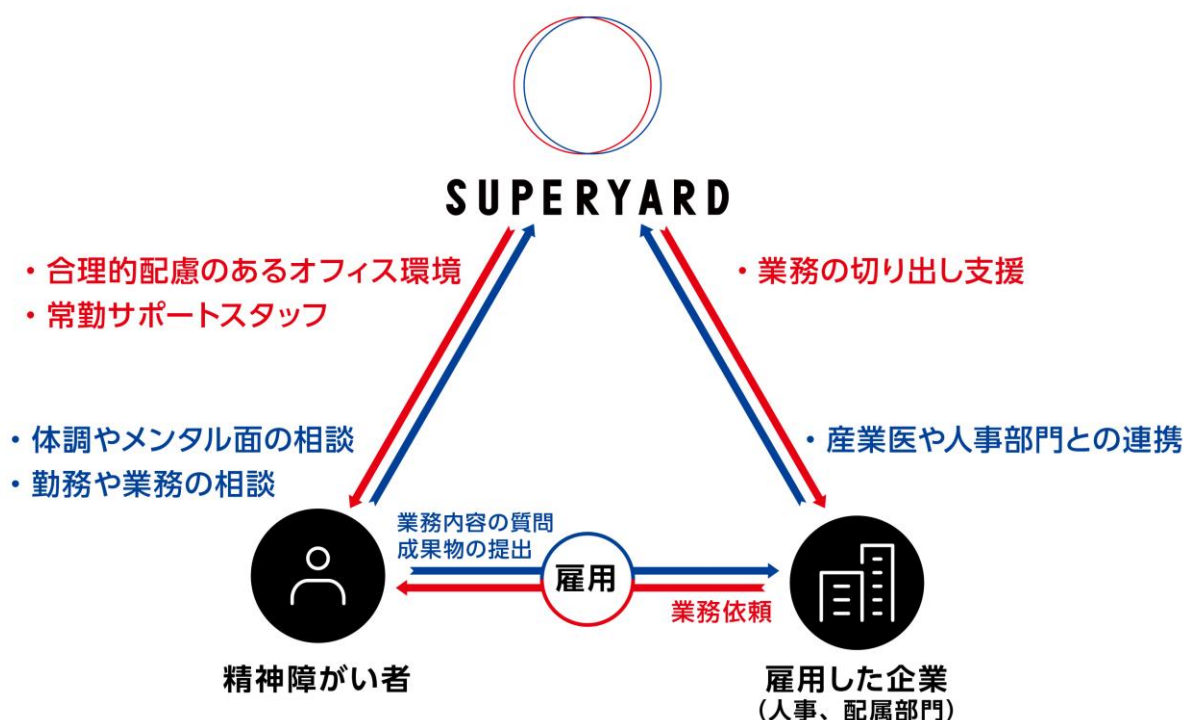 SUPERYARD
・合理的配慮のあるオフィス環境
・常勤サポートスタッフ
・業務の切り出し支援
・体調やメンタル面の相談
・勤務や業務の相談
・産業医や人事部門との連携
業務内容の質問
成果物の提出
雇用
業務依頼
精神障がい者
雇用した企業
（人事、配属部門）